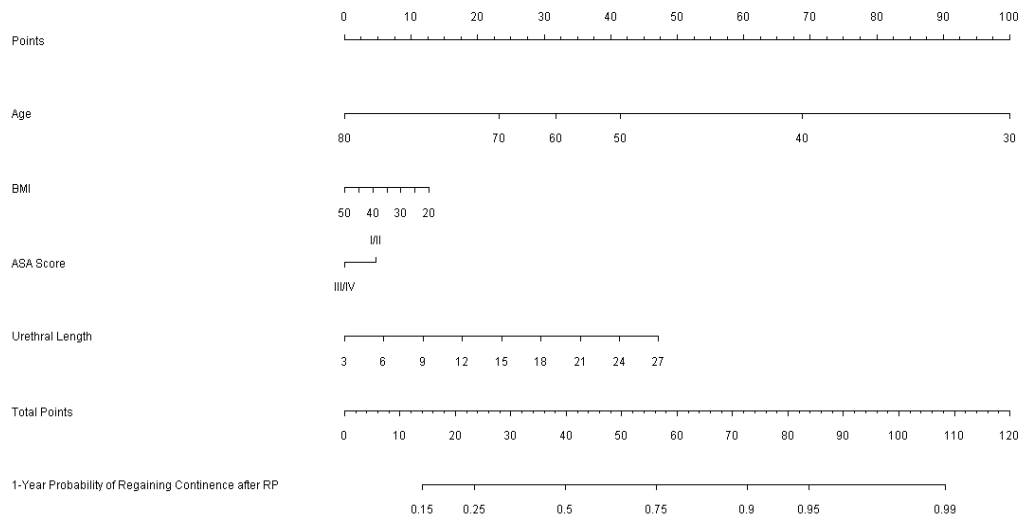 0 10 20 30 40 50 60 70 80 90 100
Points
Age
80 70 60 50 40 30
BMI
50 40 30 20
I/II
ASA Score
III/IV
Urethral Length
3 6 9 12 15 18 21 24 27
Total Points
0 10 20 30 40 50 60 70 80 90 100 110 120
1-Year Probability of Regaining Continence after RP
0.15 0.25 0.5 0.75 0.9 0.95 0.99